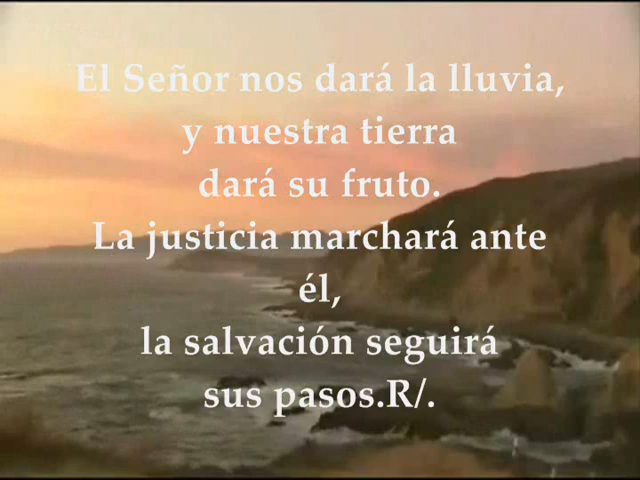 El Señor nos dará la lluvia,
y nuestra tierra
dará su fruto.
La justicia marchará ante
él,
la salvación seguirá
sus pasos.R/.